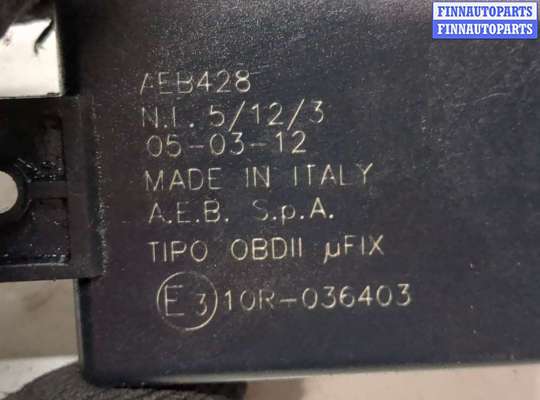 FINNAUTOPARTS
FINNAUTOPARTS
AEB428
N.I. 5/12/3
05-03-12
MADE IN ITALY
A.E.B. S.p.A.
TIPO OBDII µFIX
E3 10R-036403